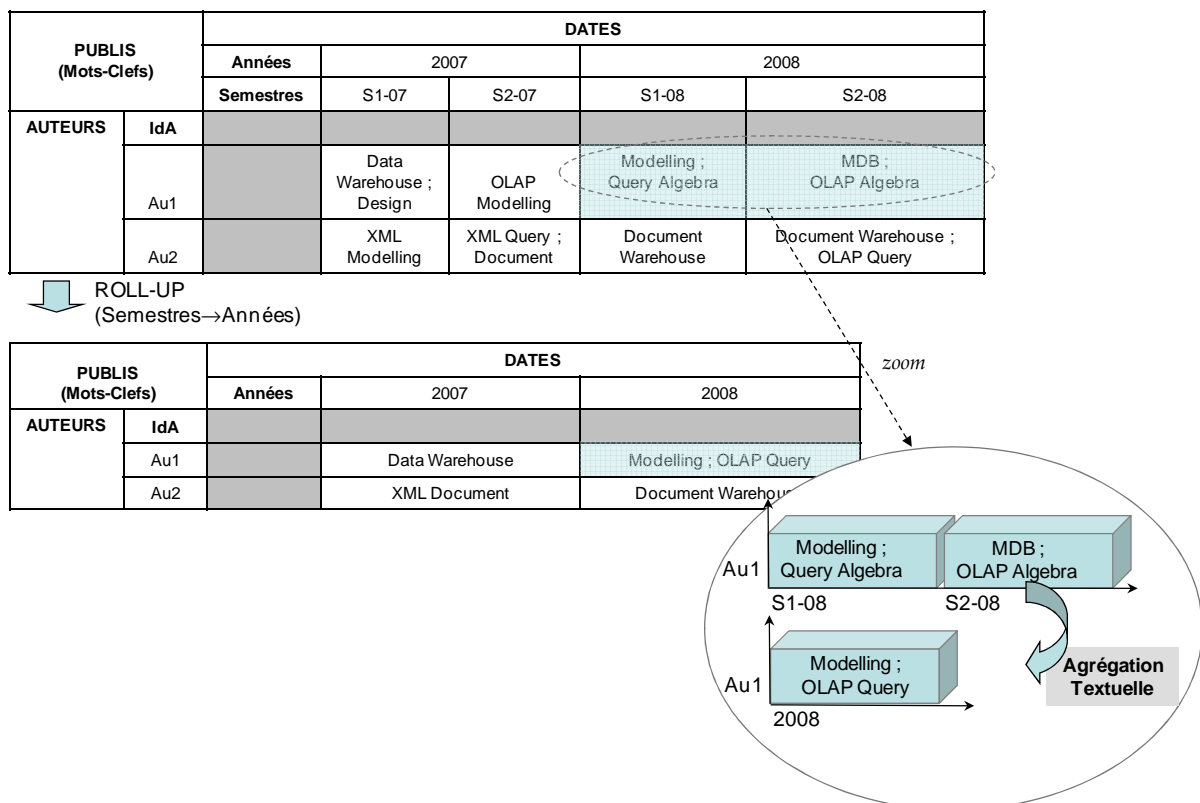 DATES
PUBLIS
(Mots-Clefs)
Années 2007 2008
Semestres S1-07 S2-07 S1-08 S2-08
AUTEURS IdA
Au1
Data
Warehouse ;
Design
OLAP
Modelling
Modelling ;
Query Algebra
MDB ;
OLAP Algebra
Au2
XML
Modelling
XML Query ;
Document
Document
Warehouse
Document Warehouse ;
OLAP Query
ROLL-UP
(Semestres→Années)
zoom
DATES
PUBLIS
(Mots-Clefs)
Années 2007 2008
AUTEURS IdA
Au1 Data Warehouse Modelling ; OLAP Query
Au2 XML Document Document Warehous
Au1
Modelling ;
Query Algebra
MDB ;
OLAP Algebra
S1-08 S2-08
Au1
Modelling ;
OLAP Query
2008
Agrégation
Textuelle